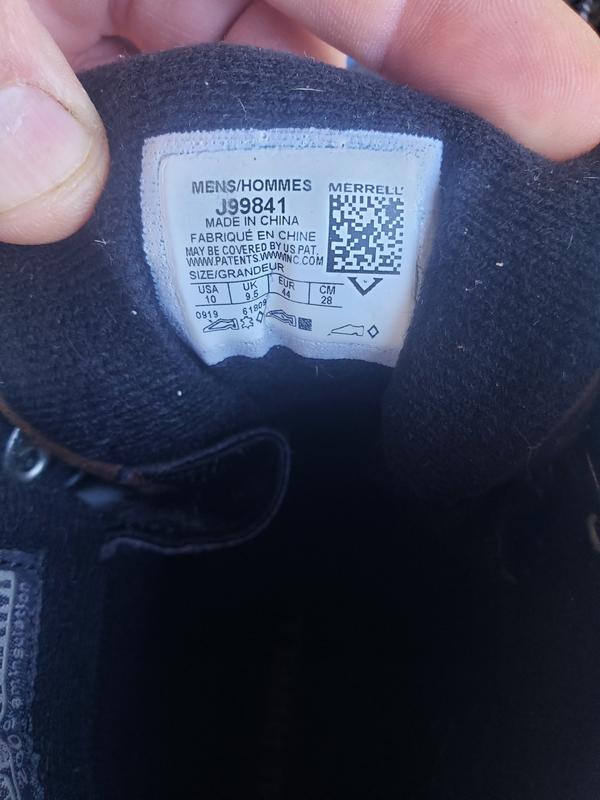 MENS/HOMMES
MERRELL
J99841
MADE IN CHINA
FABRIQUÉ EN CHINE
MAY BE COVERED BY US PAT.
WWW.PATENTS.WWWINC.COM
SIZE/GRANDEUR
USA UK EUR CM
10 9.5 44 28
0919